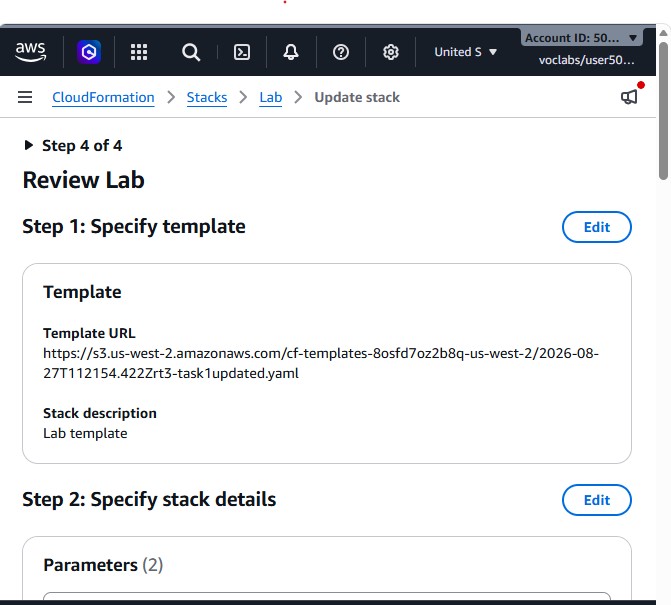 aws
United S
Account ID: 50...
voclabs/user50...
CloudFormation
Stacks
Lab
Update stack
Step 4 of 4
Review Lab
Step 1: Specify template
Edit
Template
Template URL
https://s3.us-west-2.amazonaws.com/cf-templates-8osfd7oz2b8q-us-west-2/2026-08-
27T112154.422Zrt3-task1updated.yaml
Stack description
Lab template
Step 2: Specify stack details
Edit
Parameters (2)